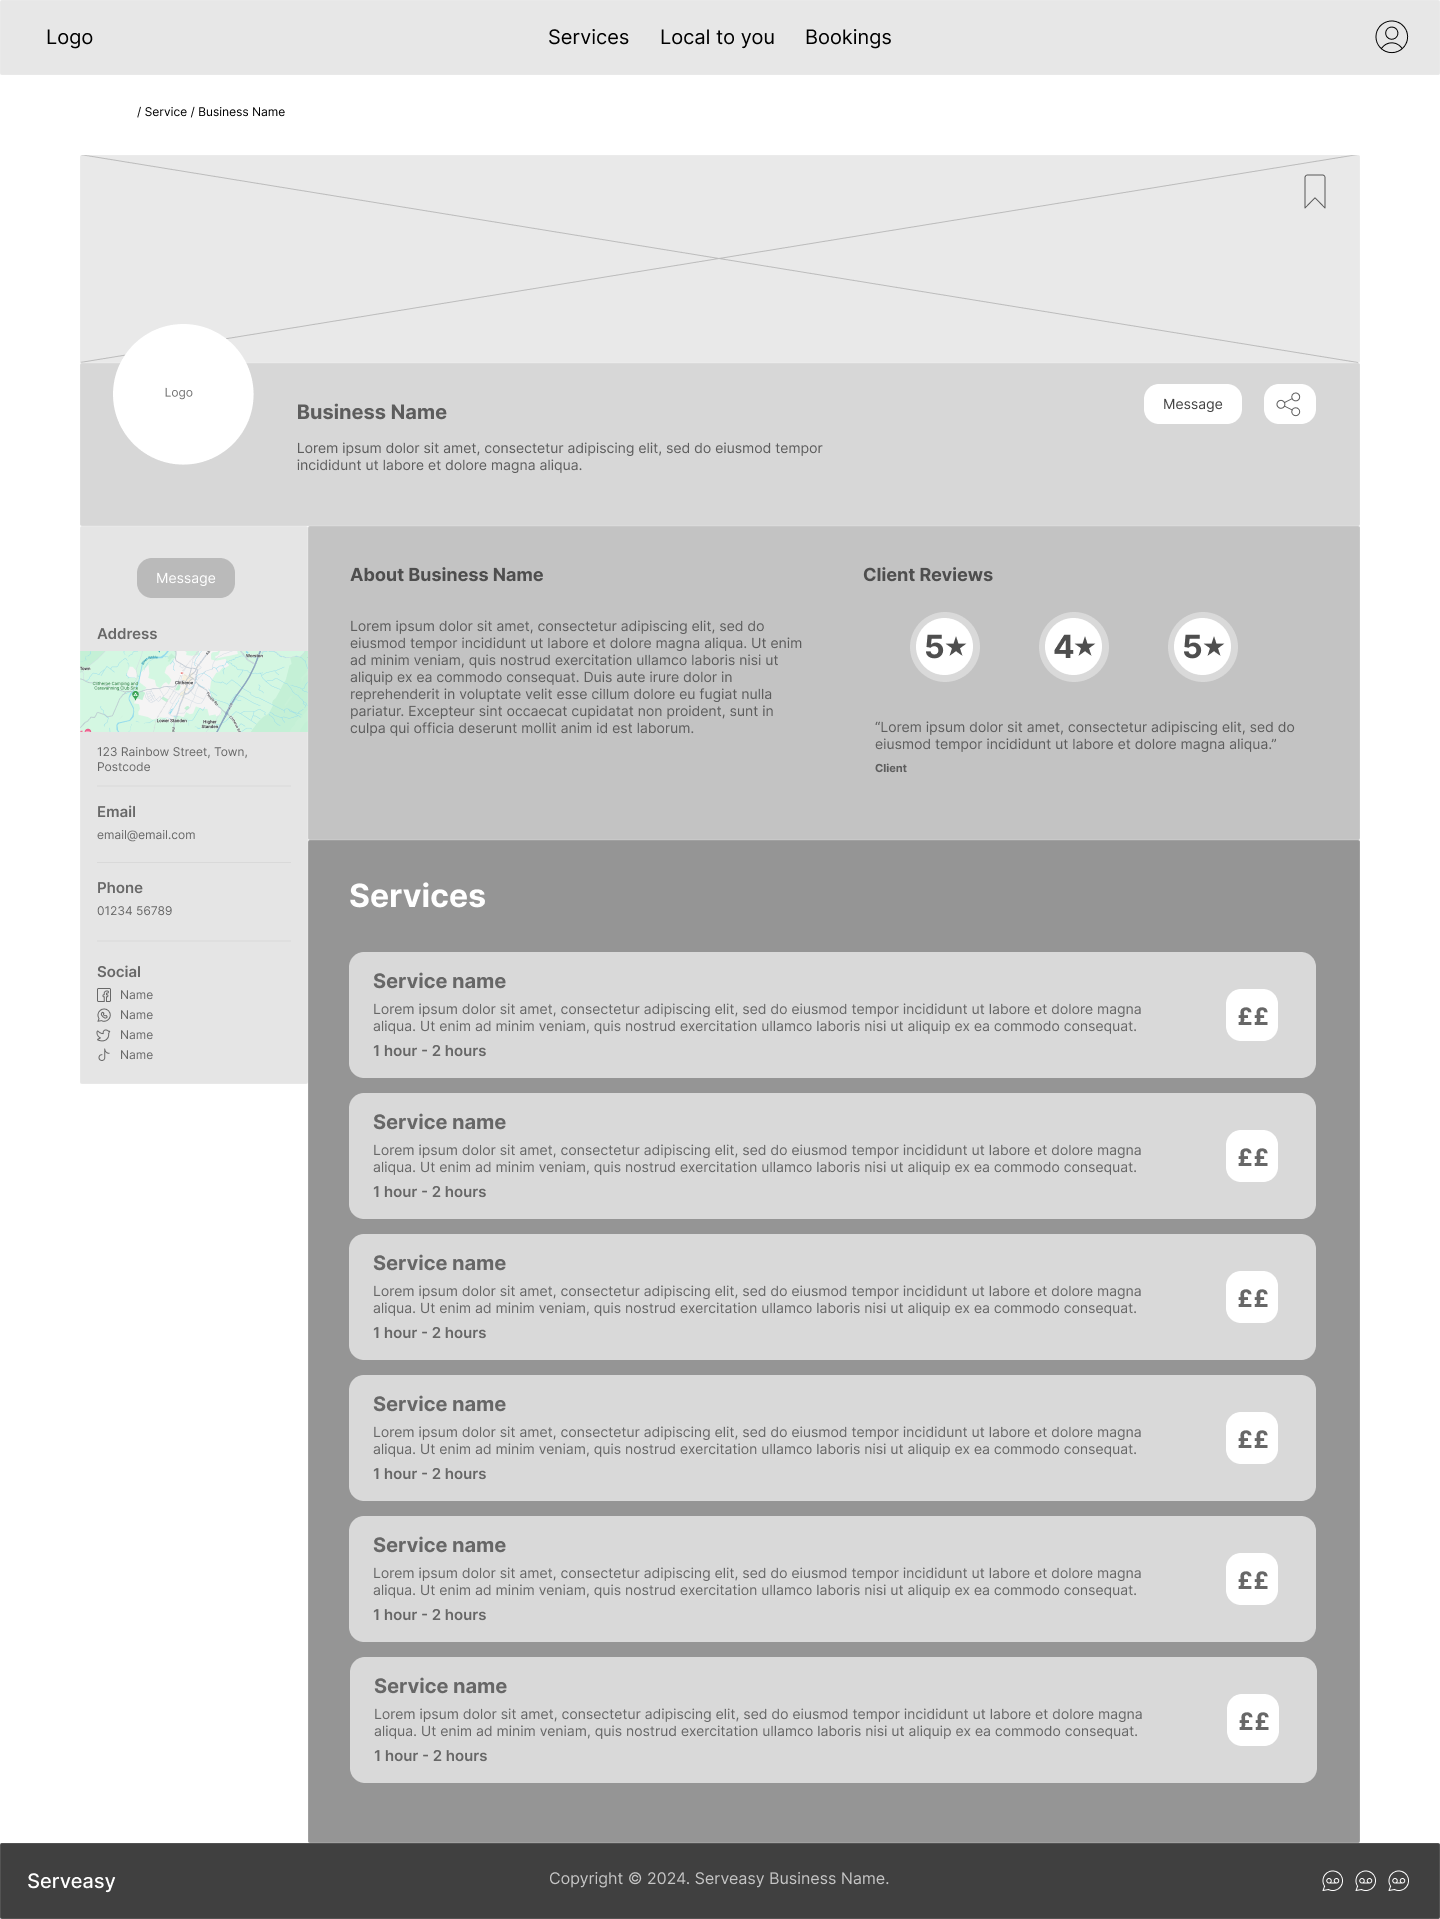 Logo
Services Local to you Bookings
/ Service / Business Name
Logo
Business Name
Lorem ipsum dolor sit amet, consectetur adipiscing elit, sed do eiusmod tempor
incididunt ut labore et dolore magna aliqua.
Message
Message
Address
Clitheroe Camping and
Caravanning Club Site
Clitheroe
Lower Standen
Higher
Standen
123 Rainbow Street, Town,
Postcode
Email
email@email.com
Phone
01234 56789
Social
Name
Name
Name
Name
About Business Name
Lorem ipsum dolor sit amet, consectetur adipiscing elit, sed do
eiusmod tempor incididunt ut labore et dolore magna aliqua. Ut enim
ad minim veniam, quis nostrud exercitation ullamco laboris nisi ut
aliquip ex ea commodo consequat. Duis aute irure dolor in
reprehenderit in voluptate velit esse cillum dolore eu fugiat nulla
pariatur. Excepteur sint occaecat cupidatat non proident, sunt in
culpa qui officia deserunt mollit anim id est laborum.
Client Reviews
5★ 4★ 5★
“Lorem ipsum dolor sit amet, consectetur adipiscing elit, sed do
eiusmod tempor incididunt ut labore et dolore magna aliqua.“
Client
Services
Service name
Lorem ipsum dolor sit amet, consectetur adipiscing elit, sed do eiusmod tempor incididunt ut labore et dolore magna
aliqua. Ut enim ad minim veniam, quis nostrud exercitation ullamco laboris nisi ut aliquip ex ea commodo consequat.
1 hour - 2 hours
££
Service name
Lorem ipsum dolor sit amet, consectetur adipiscing elit, sed do eiusmod tempor incididunt ut labore et dolore magna
aliqua. Ut enim ad minim veniam, quis nostrud exercitation ullamco laboris nisi ut aliquip ex ea commodo consequat.
1 hour - 2 hours
££
Service name
Lorem ipsum dolor sit amet, consectetur adipiscing elit, sed do eiusmod tempor incididunt ut labore et dolore magna
aliqua. Ut enim ad minim veniam, quis nostrud exercitation ullamco laboris nisi ut aliquip ex ea commodo consequat.
1 hour - 2 hours
££
Service name
Lorem ipsum dolor sit amet, consectetur adipiscing elit, sed do eiusmod tempor incididunt ut labore et dolore magna
aliqua. Ut enim ad minim veniam, quis nostrud exercitation ullamco laboris nisi ut aliquip ex ea commodo consequat.
1 hour - 2 hours
££
Service name
Lorem ipsum dolor sit amet, consectetur adipiscing elit, sed do eiusmod tempor incididunt ut labore et dolore magna
aliqua. Ut enim ad minim veniam, quis nostrud exercitation ullamco laboris nisi ut aliquip ex ea commodo consequat.
1 hour - 2 hours
££
Service name
Lorem ipsum dolor sit amet, consectetur adipiscing elit, sed do eiusmod tempor incididunt ut labore et dolore magna
aliqua. Ut enim ad minim veniam, quis nostrud exercitation ullamco laboris nisi ut aliquip ex ea commodo consequat.
1 hour - 2 hours
££
Serveasy
Copyright © 2024. Serveasy Business Name.